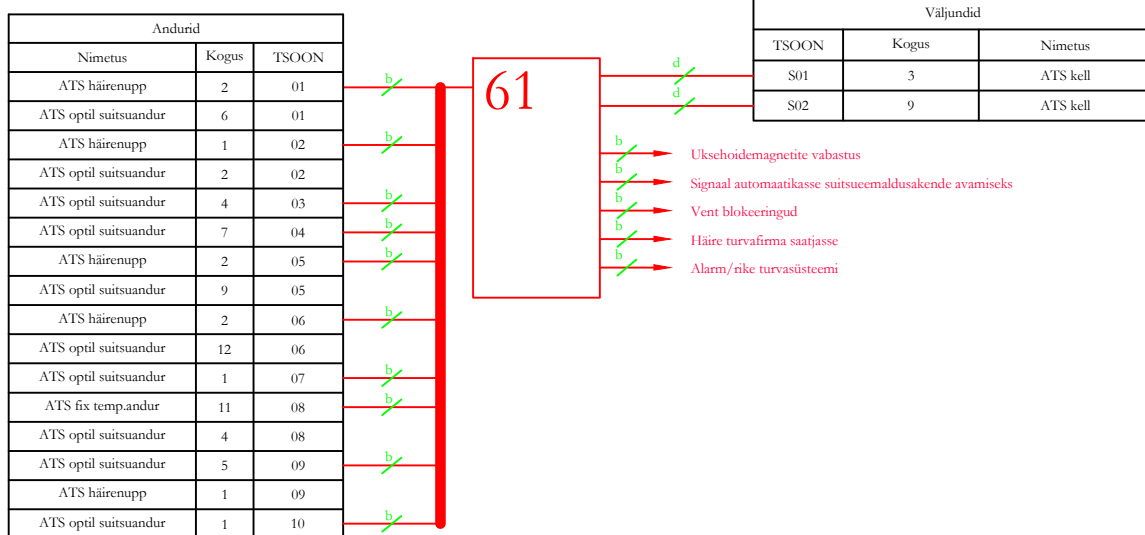 Andurid
Nimetus Kogus TSOON
ATS häirenupp 2 01
ATS optil suitsuandur 6 01
ATS häirenupp 1 02
ATS optil suitsuandur 2 02
ATS optil suitsuandur 4 03
ATS optil suitsuandur 7 04
ATS häirenupp 2 05
ATS optil suitsuandur 9 05
ATS häirenupp 2 06
ATS optil suitsuandur 12 06
ATS optil suitsuandur 1 07
ATS fix temp.andur 11 08
ATS optil suitsuandur 4 08
ATS optil suitsuandur 5 09
ATS häirenupp 1 09
ATS optil suitsuandur 1 10
b
b
b
b
b
b
b
b
b
b
61
d
d
Väljundid
TSOON Kogus Nimetus
S01 3 ATS kell
S02 9 ATS kell
b Uksehoidemagnetite vabastus
b Signaal automaatikasse suitsueemaldusakende avamiseks
b Vent blokeeringud
b Häire turvafirma saatjasse
b Alarm/rike turvasüsteemi